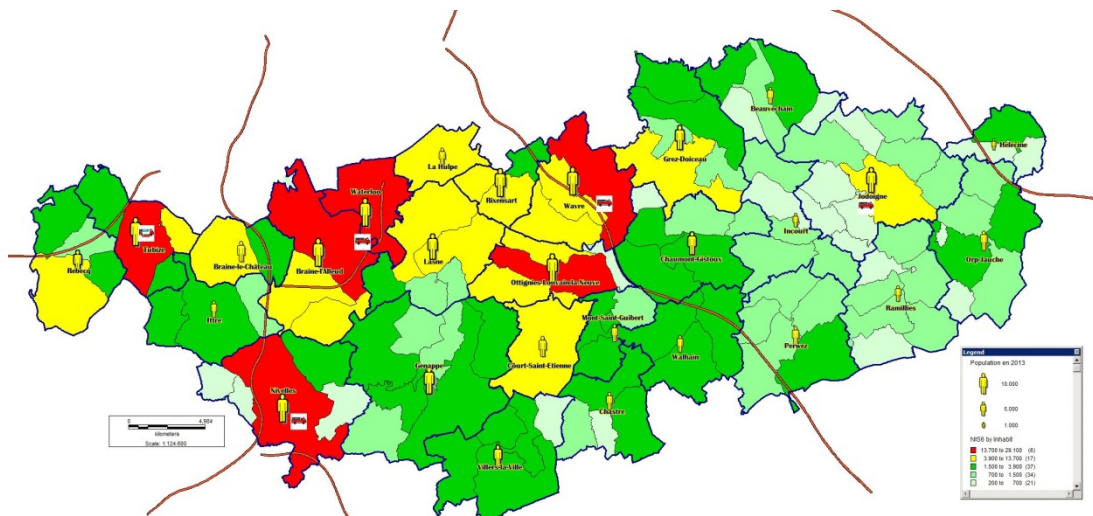 Beauvechain
Hélécine
La Hulpe
Grez-Doiceau
Waterloo
Rixensart
Wavre
Jodoigne
Tubize
Incourt
Rebecq
Braine-le-Château
Braine-l'Alleud
Lasne
Chaumont-Gistoux
Orp-Jauche
Ottignies-Louvain-la-Neuve
Ittre
Mont-Saint-Guibert
Ramillies
Perwez
Walhain
Genappe
Court-Saint-Etienne
Nivelles
Chastre
Villers-la-Ville
0 4,984
kilometers
Scale: 1:124.600
Legend
Population en 2013
10.000
5.000
1.000
NIS6 by Inhabit
13.700 to 29.100 (6)
3.900 to 13.700 (17)
1.500 to 3.900 (37)
700 to 1.500 (34)
200 to 700 (21)